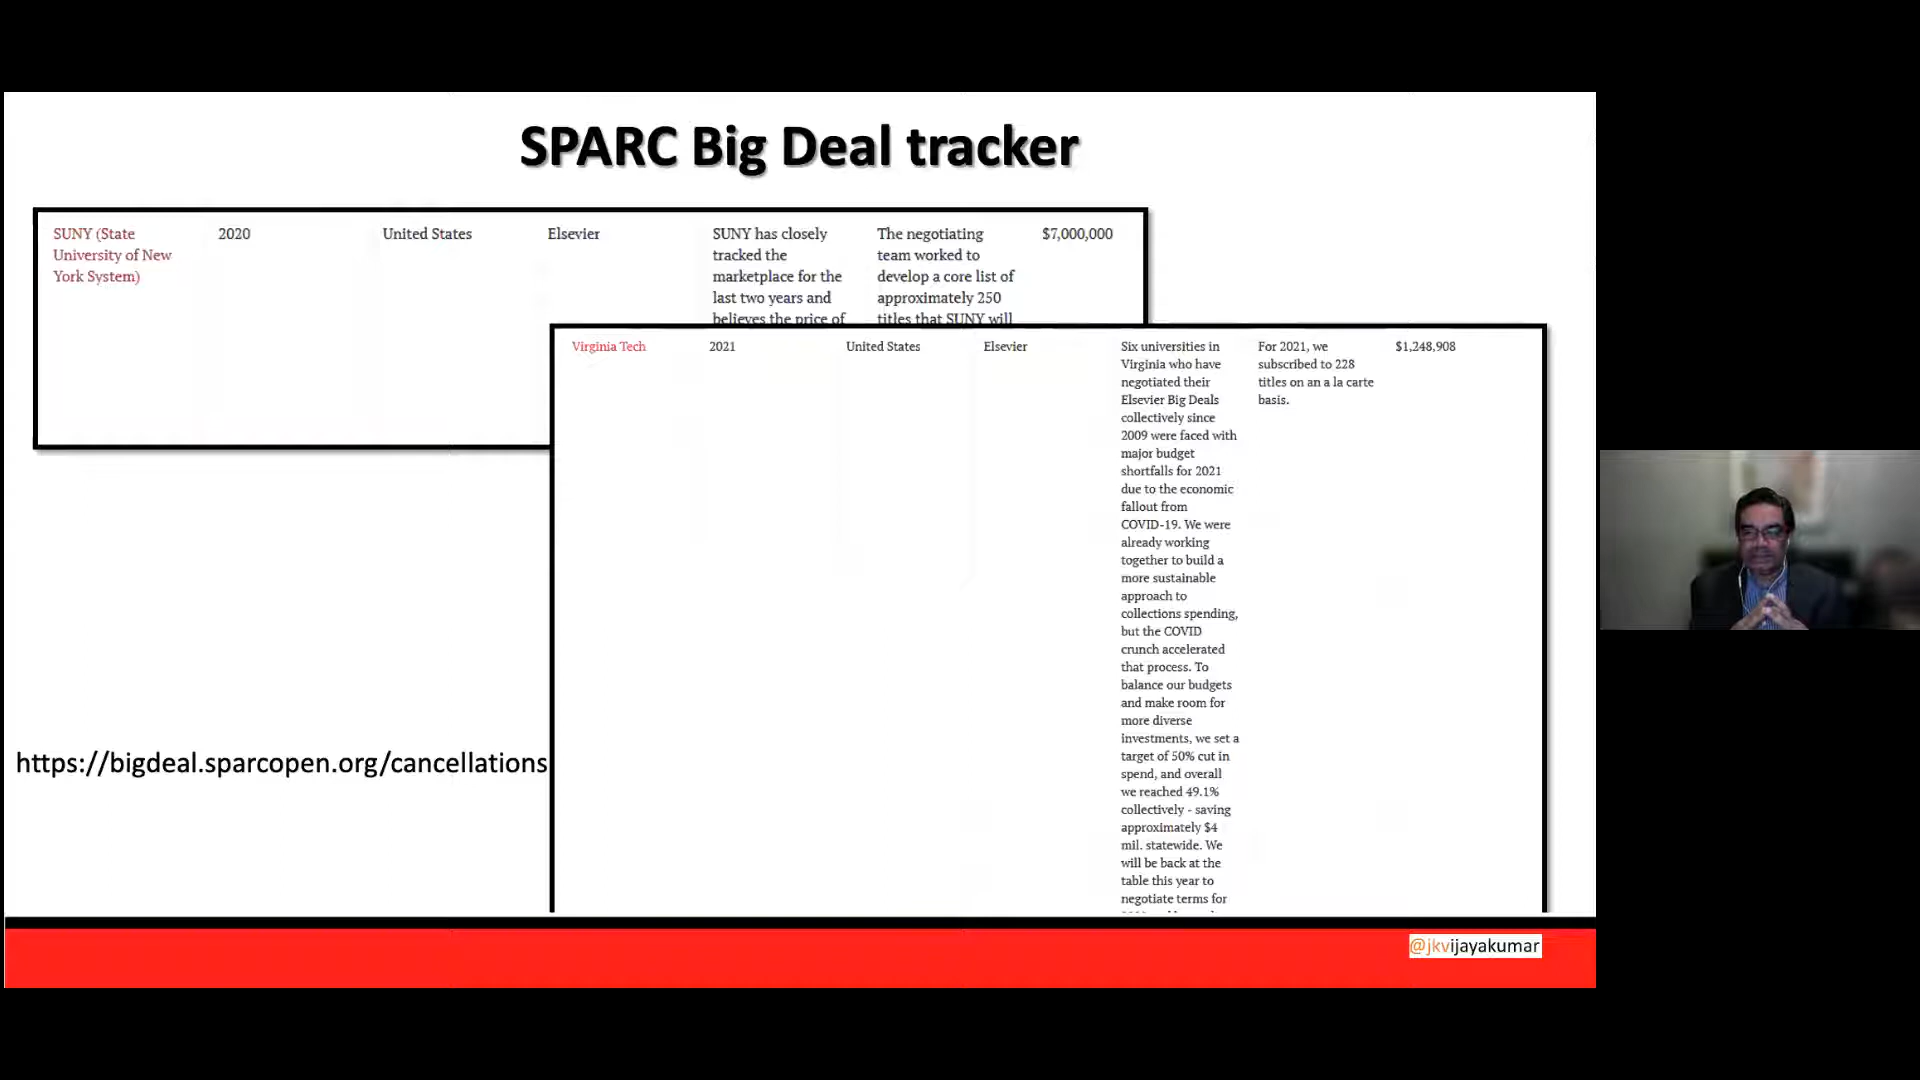 SPARC Big Deal tracker
SUNY (State
University of New
York System)
2020
United States
Elsevier
SUNY has closely
tracked the
marketplace for the
last two years and
believes the price of
The negotiating
team worked to
develop a core list of
approximately 250
titles that SUNY will
$7,000,000
Virginia Tech
2021
United States
Elsevier
Six universities in
Virginia who have
negotiated their
Elsevier Big Deals
collectively since
2009 were faced with
major budget
shortfalls for 2021
due to the economic
fallout from
COVID-19. We were
already working
together to build a
more sustainable
approach to
collections spending,
but the COVID
crunch accelerated
that process. To
balance our budgets
and make room for
more diverse
investments, we set a
target of 50% cut in
spend, and overall
we reached 49.1%
collectively - saving
approximately $4
mil. statewide. We
will be back at the
table this year to
negotiate terms for
For 2021, we
subscribed to 228
titles on an a la carte
basis.
$1,248,908
https://bigdeal.sparcopen.org/cancellations
@jkvijayakumar